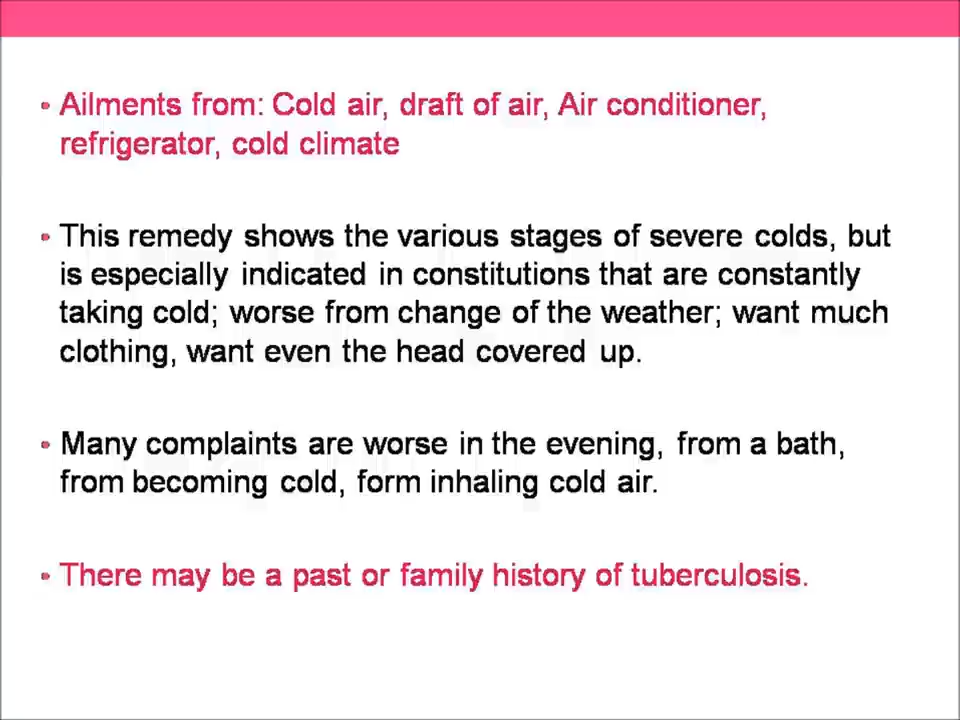 • Ailments from: Cold air, draft of air, Air conditioner,
refrigerator, cold climate
• This remedy shows the various stages of severe colds, but
is especially indicated in constitutions that are constantly
taking cold; worse from change of the weather; want much
clothing, want even the head covered up.
• Many complaints are worse in the evening, from a bath,
from becoming cold, form inhaling cold air.
• There may be a past or family history of tuberculosis.